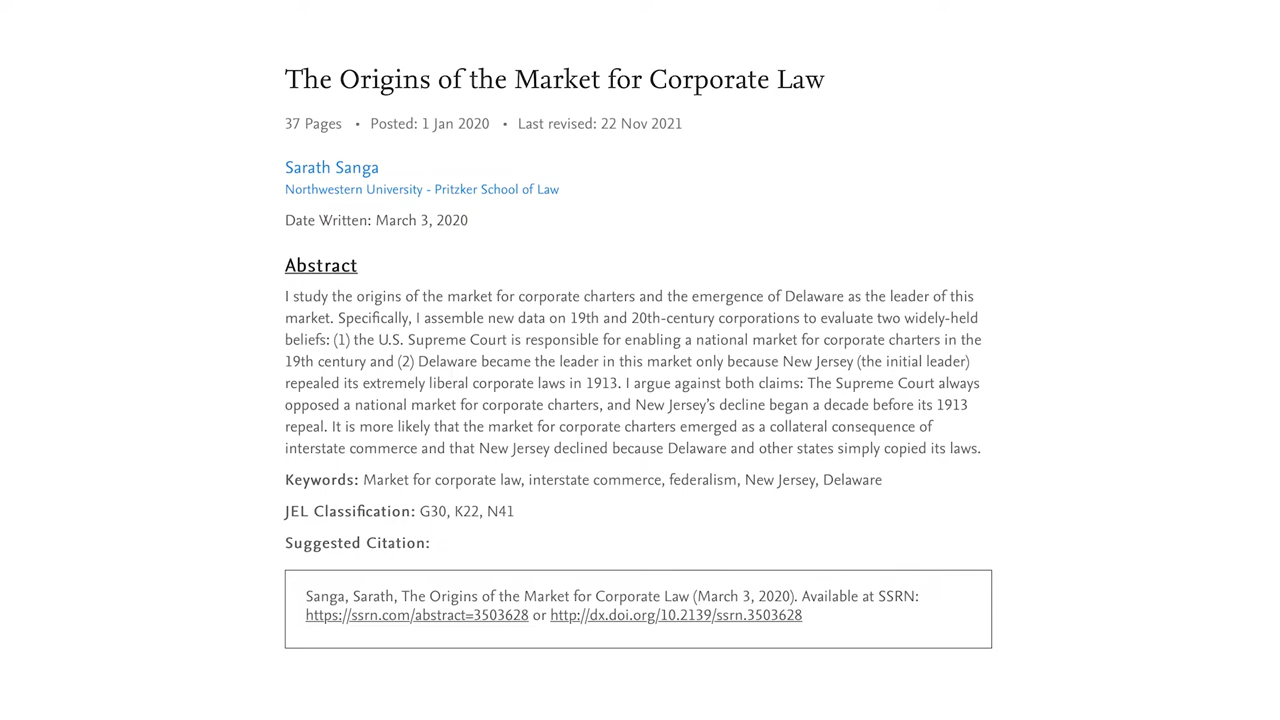 The Origins of the Market for Corporate Law
37 Pages • Posted: 1 Jan 2020 • Last revised: 22 Nov 2021
Sarath Sanga
Northwestern University - Pritzker School of Law
Date Written: March 3, 2020
Abstract
I study the origins of the market for corporate charters and the emergence of Delaware as the leader of this
market. Specifically, I assemble new data on 19th and 20th-century corporations to evaluate two widely-held
beliefs: (1) the U.S. Supreme Court is responsible for enabling a national market for corporate charters in the
19th century and (2) Delaware became the leader in this market only because New Jersey (the initial leader)
repealed its extremely liberal corporate laws in 1913. I argue against both claims: The Supreme Court always
opposed a national market for corporate charters, and New Jersey's decline began a decade before its 1913
repeal. It is more likely that the market for corporate charters emerged as a collateral consequence of
interstate commerce and that New Jersey declined because Delaware and other states simply copied its laws.
Keywords: Market for corporate law, interstate commerce, federalism, New Jersey, Delaware
JEL Classification: G30, K22, N41
Suggested Citation:
Sanga, Sarath, The Origins of the Market for Corporate Law (March 3, 2020). Available at SSRN:
https://ssrn.com/abstract=3503628 or http://dx.doi.org/10.2139/ssrn.3503628